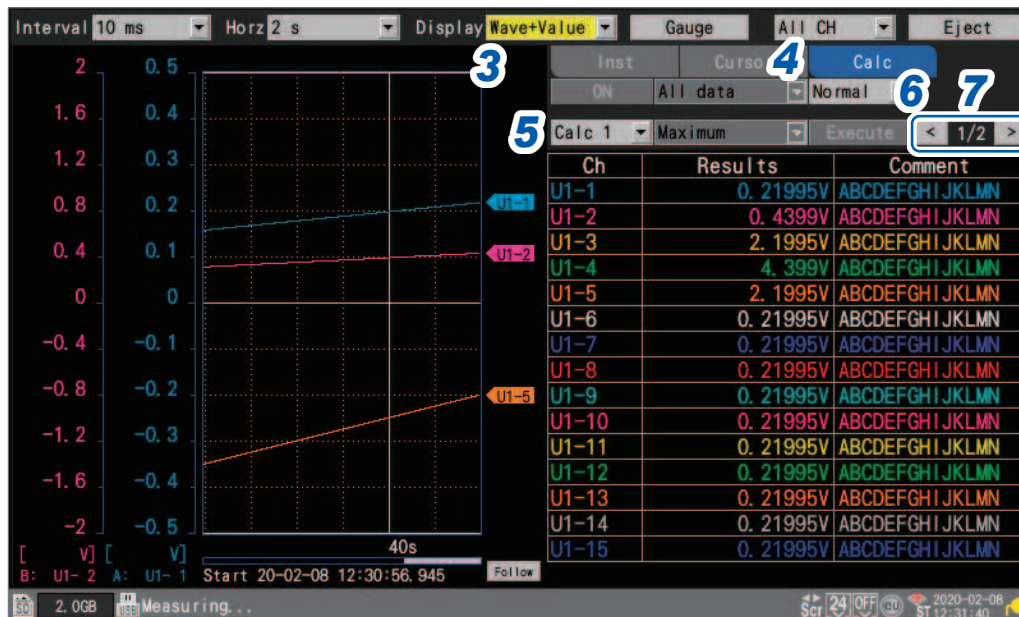 Interval 10 ms Horz 2 s Display Wave+Value Gauge All CH Eject
3 4 5 6 7
Inst Curso Calc
ON All data Normal
Calc 1 Maximum Execute < 1/2 >
Ch Results Comment
U1-1 0.21995V ABCDEFGHIJKLMN
U1-2 0.4399V ABCDEFGHIJKLMN
U1-3 2.1995V ABCDEFGHIJKLMN
U1-4 4.399V ABCDEFGHIJKLMN
U1-5 2.1995V ABCDEFGHIJKLMN
U1-6 0.21995V ABCDEFGHIJKLMN
U1-7 0.21995V ABCDEFGHIJKLMN
U1-8 0.21995V ABCDEFGHIJKLMN
U1-9 0.21995V ABCDEFGHIJKLMN
U1-10 0.21995V ABCDEFGHIJKLMN
U1-11 0.21995V ABCDEFGHIJKLMN
U1-12 0.21995V ABCDEFGHIJKLMN
U1-13 0.21995V ABCDEFGHIJKLMN
U1-14 0.21995V ABCDEFGHIJKLMN
U1-15 0.21995V ABCDEFGHIJKLMN
2 0.5
1.6 0.4
1.2 0.3
0.8 0.2
0.4 0.1
0 0
-0.4 -0.1
-0.8 -0.2
-1.2 -0.3
-1.6 -0.4
-2 -0.5
U1-1
U1-2
U1-5
[ V] [ V] 40s
B: U1- 2 A: U1- 1 Start 20-02-08 12:30:56.945 Follow
SD 2.0GB USB Measuring... Scr 24 OFF eu ST 2020-02-08 12:31:40